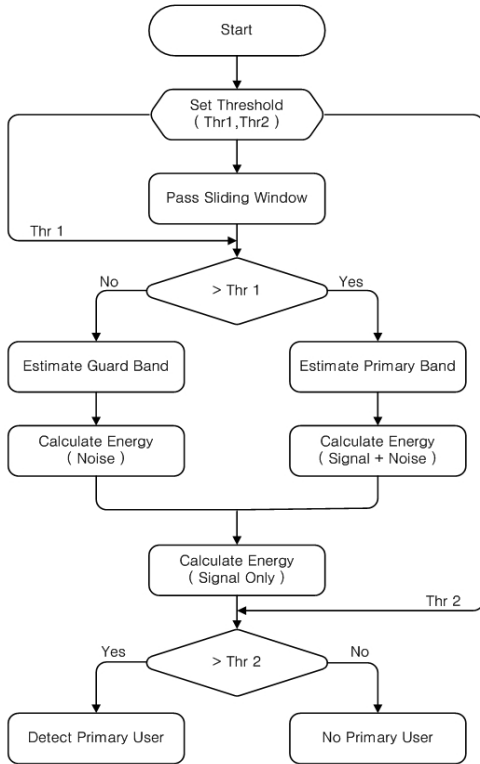 Start
Set Threshold
( Thr1,Thr2 )
Pass Sliding Window
Thr 1
> Thr 1
No
Yes
Estimate Guard Band
Estimate Primary Band
Calculate Energy
( Noise )
Calculate Energy
( Signal + Noise )
Calculate Energy
( Signal Only )
Thr 2
> Thr 2
Yes
No
Detect Primary User
No Primary User